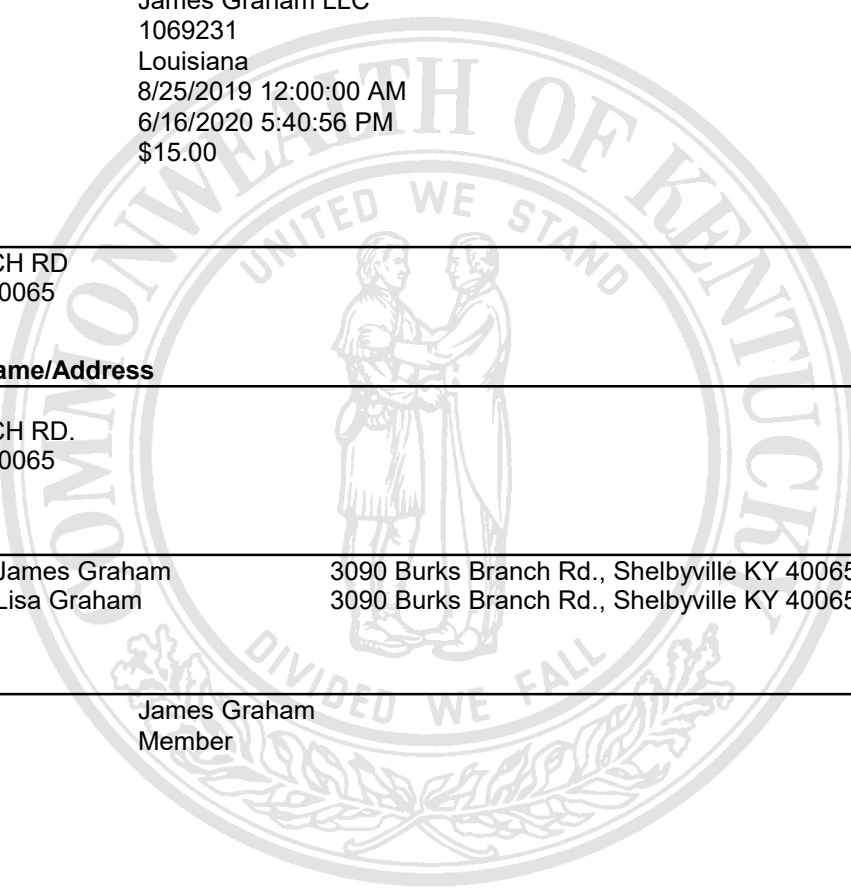 James Graham LLC
1069231
Louisiana
8/25/2019 12:00:00 AM
6/16/2020 5:40:56 PM
$15.00
CH RD
0065
ame/Address
CH RD.
0065
James Graham 3090 Burks Branch Rd., Shelbyville KY 40065
Lisa Graham 3090 Burks Branch Rd., Shelbyville KY 40065
James Graham
Member
COMMONWEALTH OF KENTUCKY
UNITED WE STAND
DIVIDED WE FALL